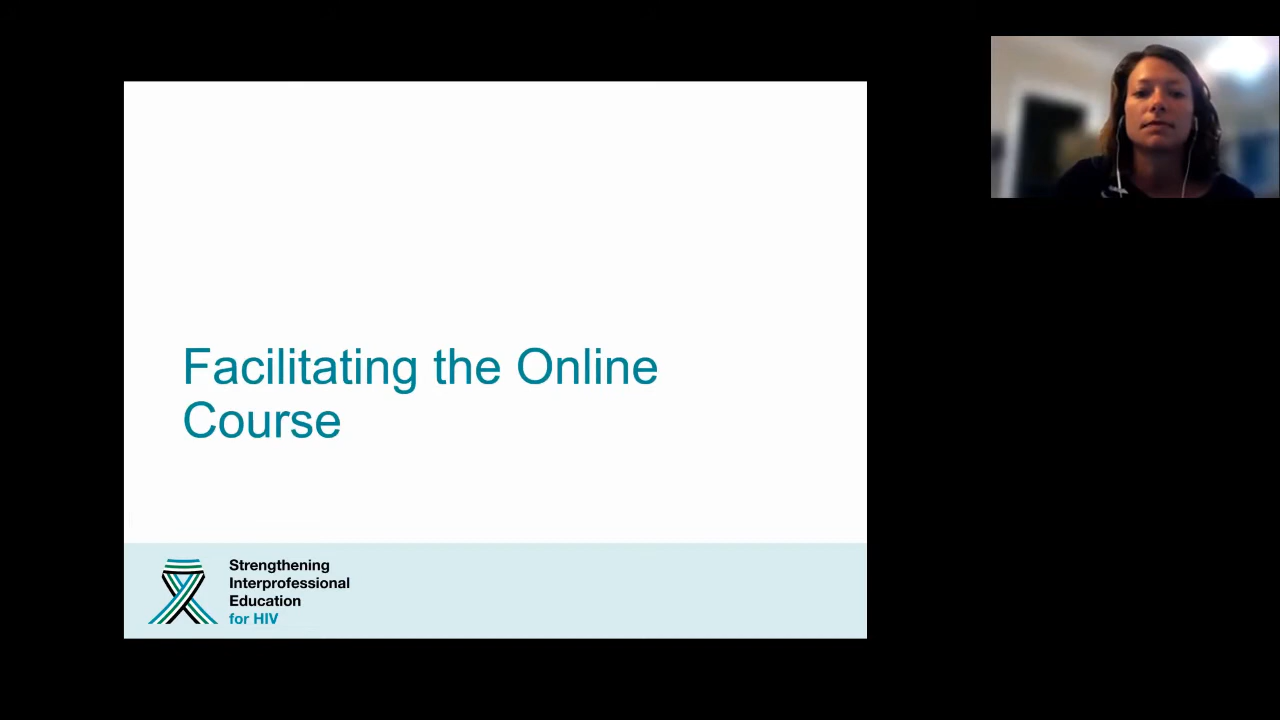 Facilitating the Online
Course
Strengthening
Interprofessional
Education
for HIV